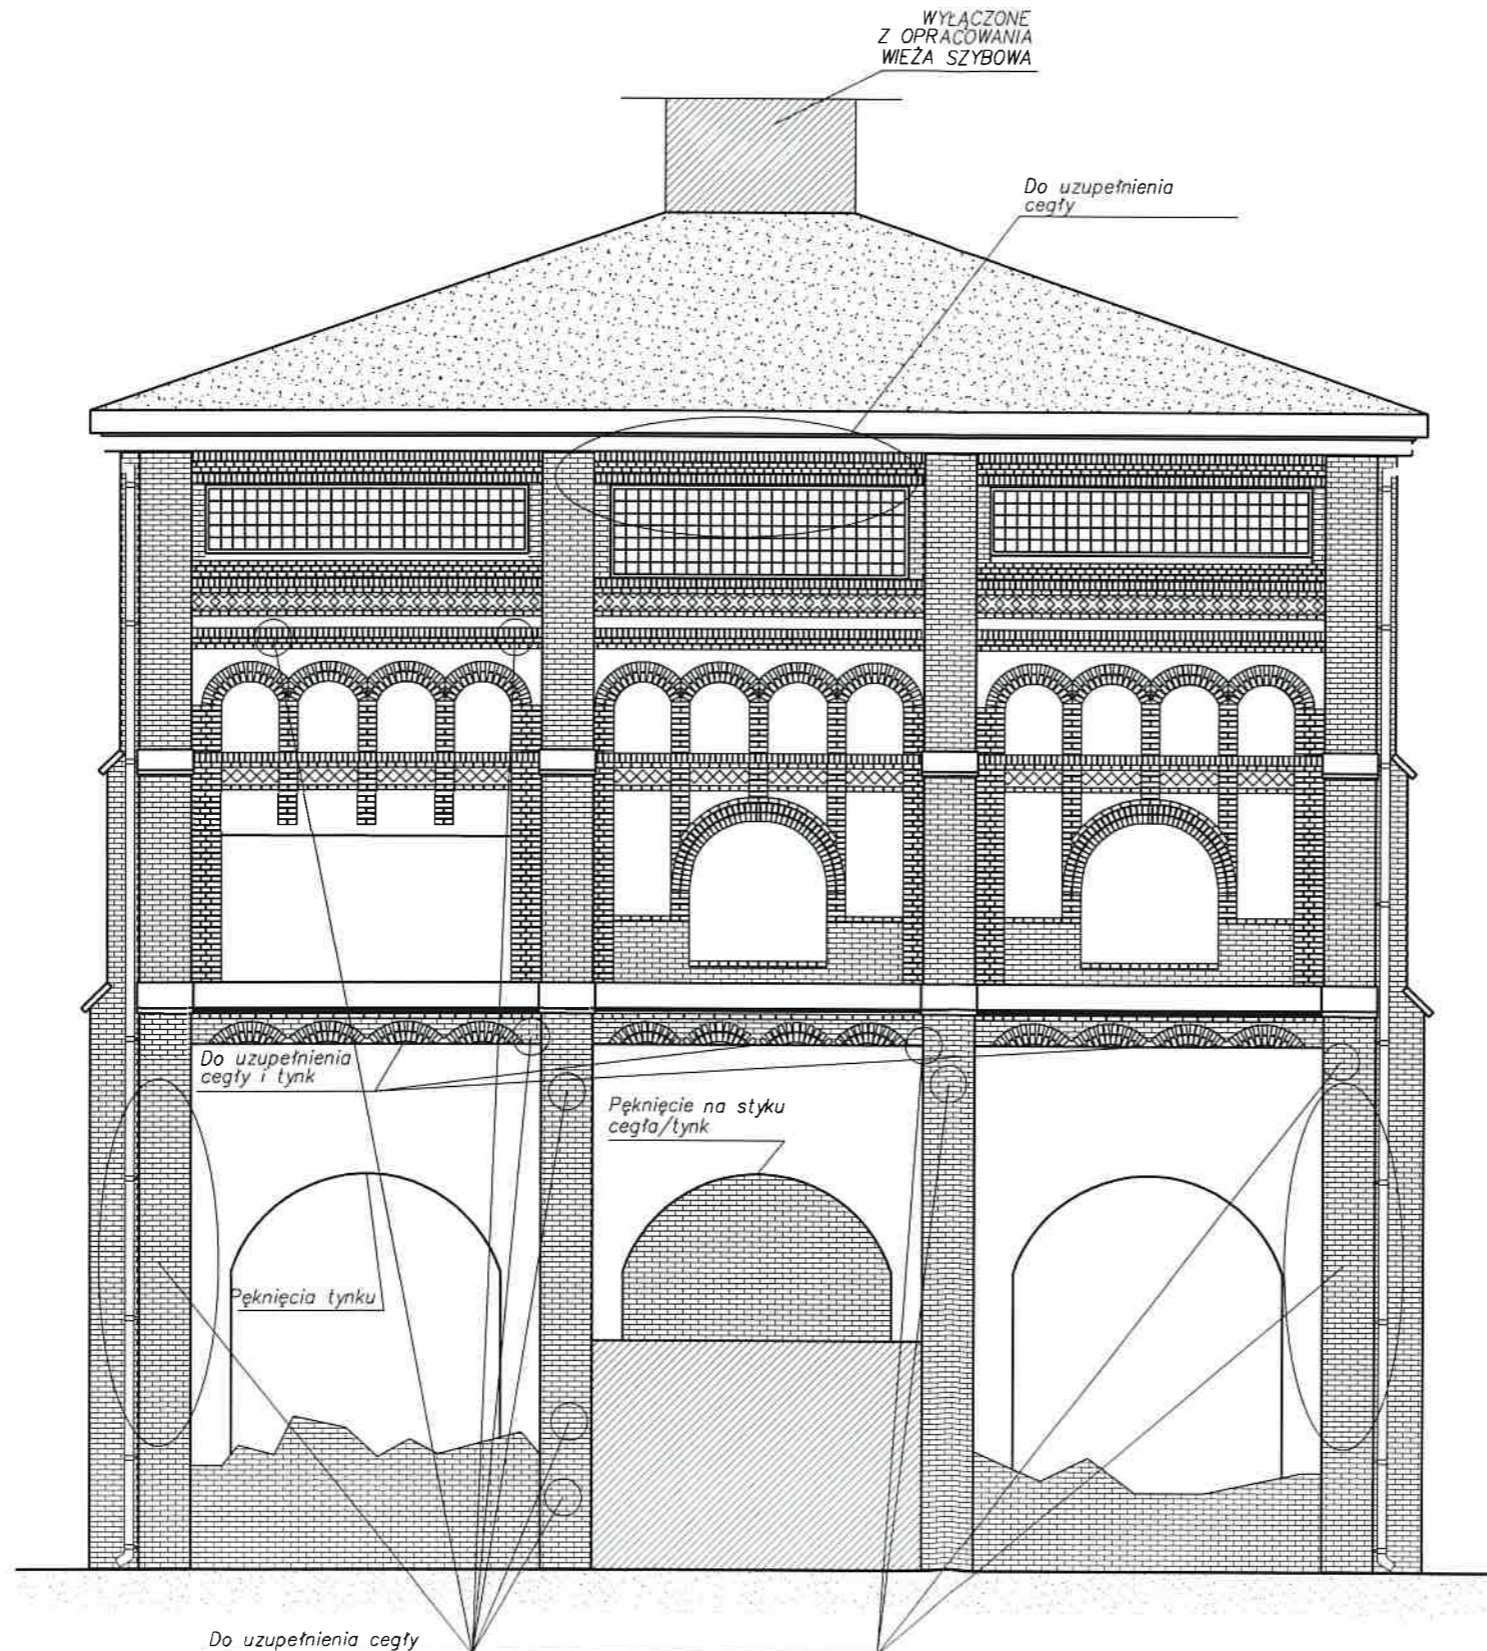 WYŁĄCZONE
Z OPRACOWANIA
WIEŻA SZYBOWA
Do uzupełnienia
cegły
Do uzupełnienia
cegły i tynk
Pęknięcie na styku
cegła/tynk
Pęknięcia tynku
Do uzupełnienia cegły